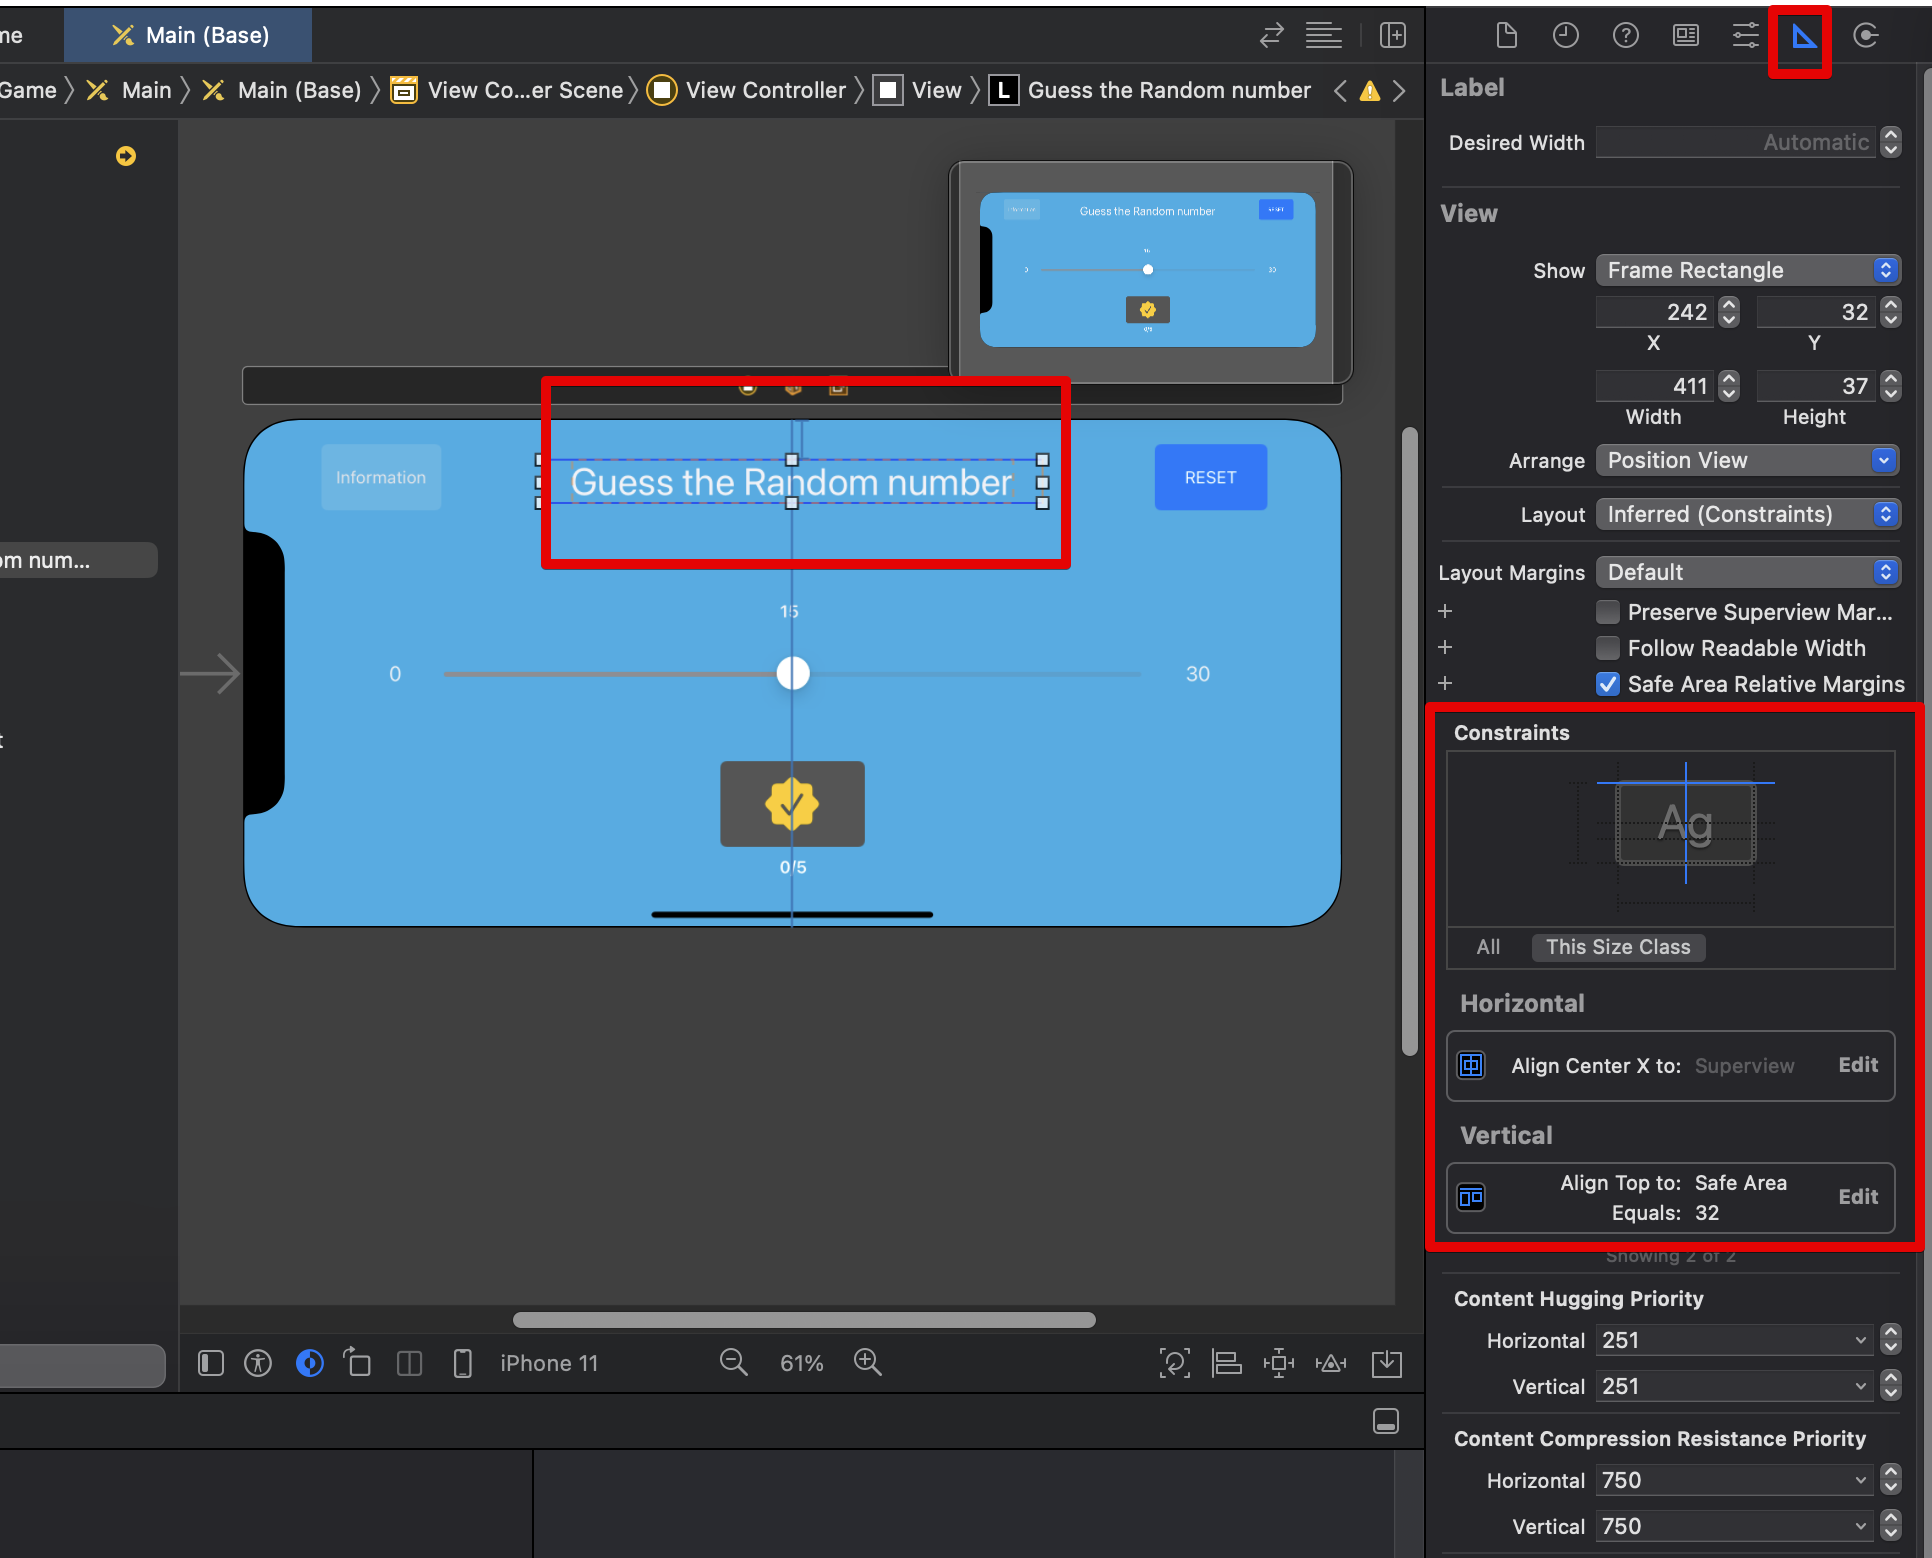 me
Main (Base)
Game
Main
Main (Base)
View Co...er Scene
View Controller
View
L
Guess the Random number
Label
Desired Width
Automatic
View
Show
Frame Rectangle
242
32
X
Y
411
37
Width
Height
Arrange
Position View
Layout
Inferred (Constraints)
Layout Margins
Default
Preserve Superview Mar...
Follow Readable Width
Safe Area Relative Margins
Constraints
Ag
All
This Size Class
Horizontal
Align Center X to: Superview
Edit
Vertical
Align Top to: Safe Area
Equals: 32
Edit
Showing 2 of 2
Content Hugging Priority
Horizontal 251
Vertical 251
Content Compression Resistance Priority
Horizontal 750
Vertical 750
Guess the Random number
RESET
30
Information
Guess the Random number
RESET
15
0
30
0/5
om num...
t
iPhone 11
61%